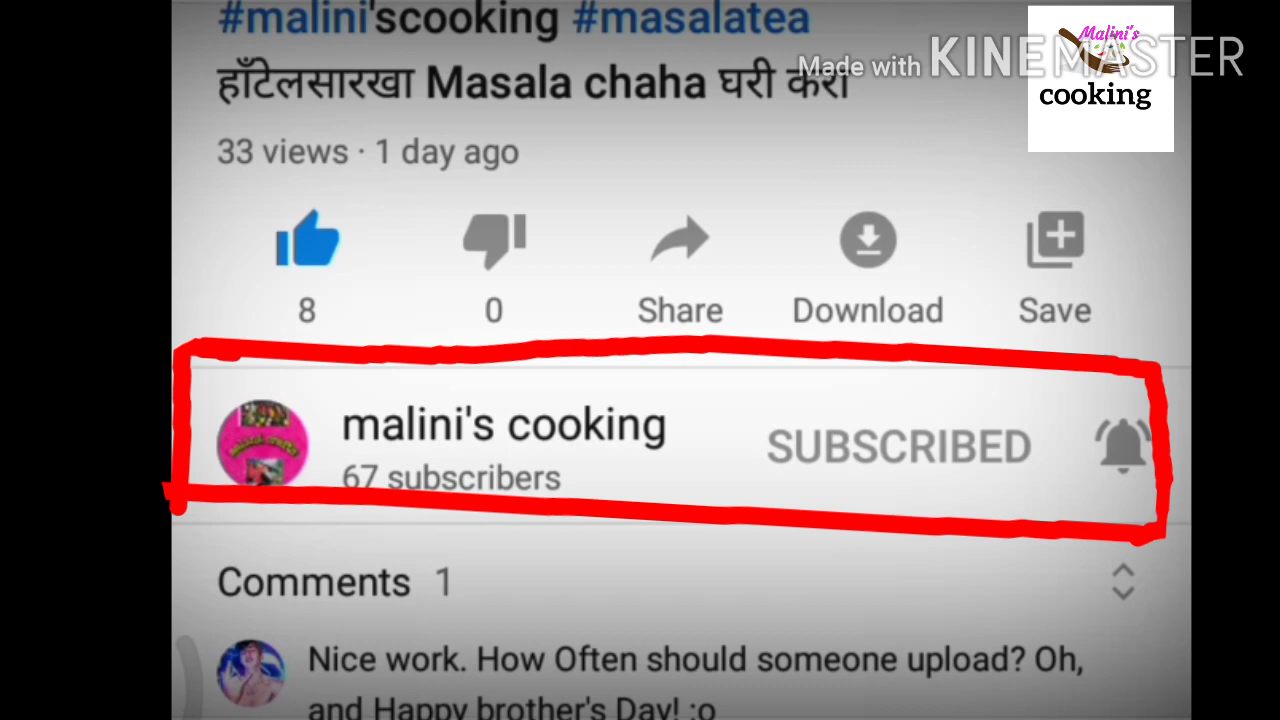 #malini'scooking #masalatea
हाँटेलसारखा Masala chaha घरी करा
Made with KINEMASTER
Malini's
cooking
33 views · 1 day ago
8
0
Share
Download
Save
malini's cooking
67 subscribers
SUBSCRIBED
Comments 1
Nice work. How Often should someone upload? Oh,
and Happy brother's Day! :o